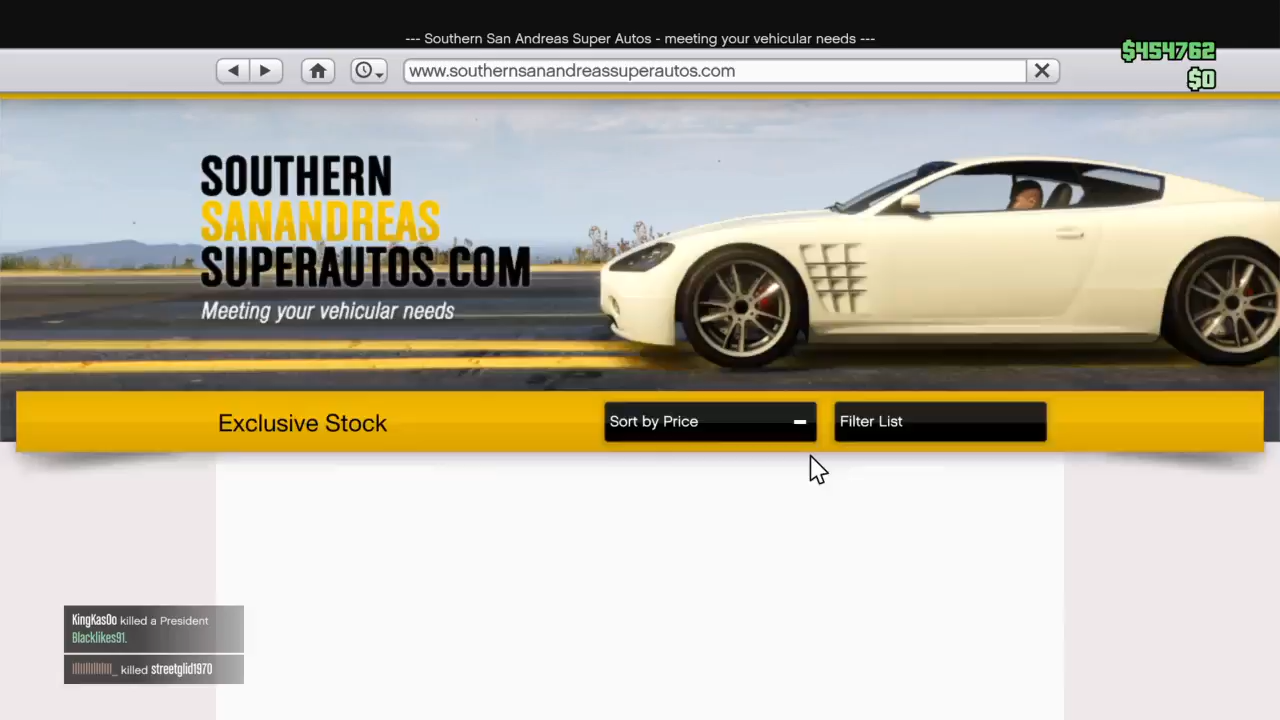 --- Southern San Andreas Super Autos - meeting your vehicular needs ---
www.southernsanandreassuperautos.com
$454762
$0
SOUTHERN
SANANDREAS
SUPERAUTOS.COM
Meeting your vehicular needs
Exclusive Stock
Sort by Price
Filter List
KingKas0o killed a President
Blacklikes91.
killed streetglid1970